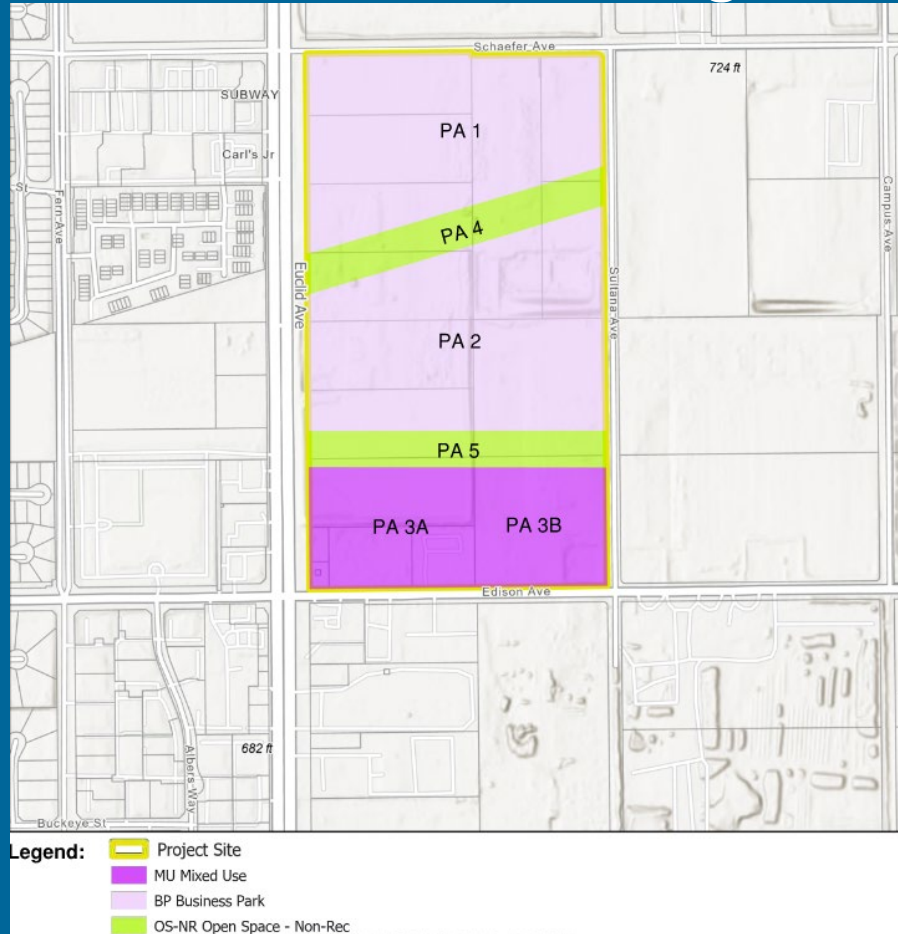 Schaefer Ave
724 ft
SUBWAY
PA 1
Carl's Jr
St
Fern Ave
Campus Ave
PA 4
Euclid Ave
Sultana Ave
PA 2
PA 5
PA 3A
PA 3B
Edison Ave
682 ft
Albers Way
Buckeye St
Legend:
Project Site
MU Mixed Use
BP Business Park
OS-NR Open Space - Non-Rec